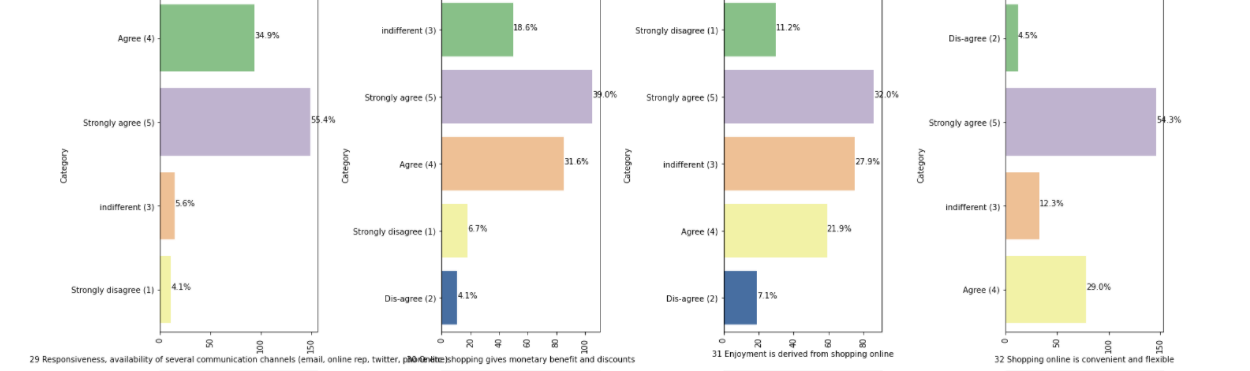 Agree (4)
34.9%
Strongly agree (5)
55.4%
indifferent (3)
5.6%
Strongly disagree (1)
4.1%
Category
0 50 100 150
29 Responsiveness, availability of several communication channels (email, online rep, twitter,
indifferent (3)
18.6%
Strongly agree (5)
39.0%
Agree (4)
31.6%
Strongly disagree (1)
6.7%
Dis-agree (2)
4.1%
Category
0 20 40 60 80 100
shopping gives monetary benefit and discounts
Strongly disagree (1)
11.2%
Strongly agree (5)
32.0%
indifferent (3)
27.9%
Agree (4)
21.9%
Dis-agree (2)
7.1%
Category
0 20 40 60 80
31 Enjoyment is derived from shopping online
Dis-agree (2)
4.5%
Strongly agree (5)
54.3%
indifferent (3)
12.3%
Agree (4)
29.0%
Category
0 50 100 150
32 Shopping online is convenient and flexible